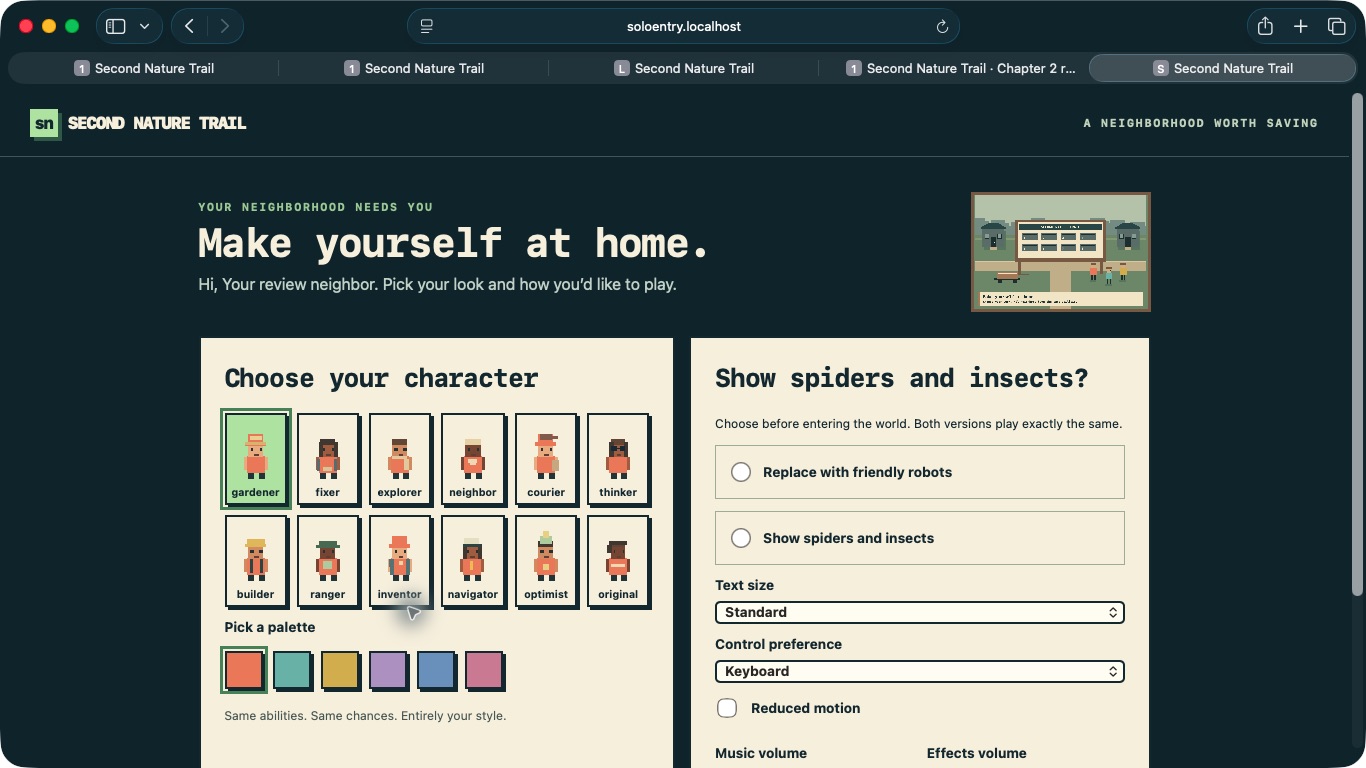 soloentry.localhost
1 Second Nature Trail
1 Second Nature Trail
L Second Nature Trail
1 Second Nature Trail · Chapter 2 r...
S Second Nature Trail
sn SECOND NATURE TRAIL
A NEIGHBORHOOD WORTH SAVING
YOUR NEIGHBORHOOD NEEDS YOU
Make yourself at home.
Hi, Your review neighbor. Pick your look and how you’d like to play.
Choose your character
gardener
fixer
explorer
neighbor
courier
thinker
builder
ranger
inventor
navigator
optimist
original
Pick a palette
Same abilities. Same chances. Entirely your style.
Show spiders and insects?
Choose before entering the world. Both versions play exactly the same.
Replace with friendly robots
Show spiders and insects
Text size
Standard
Control preference
Keyboard
Reduced motion
Music volume
Effects volume